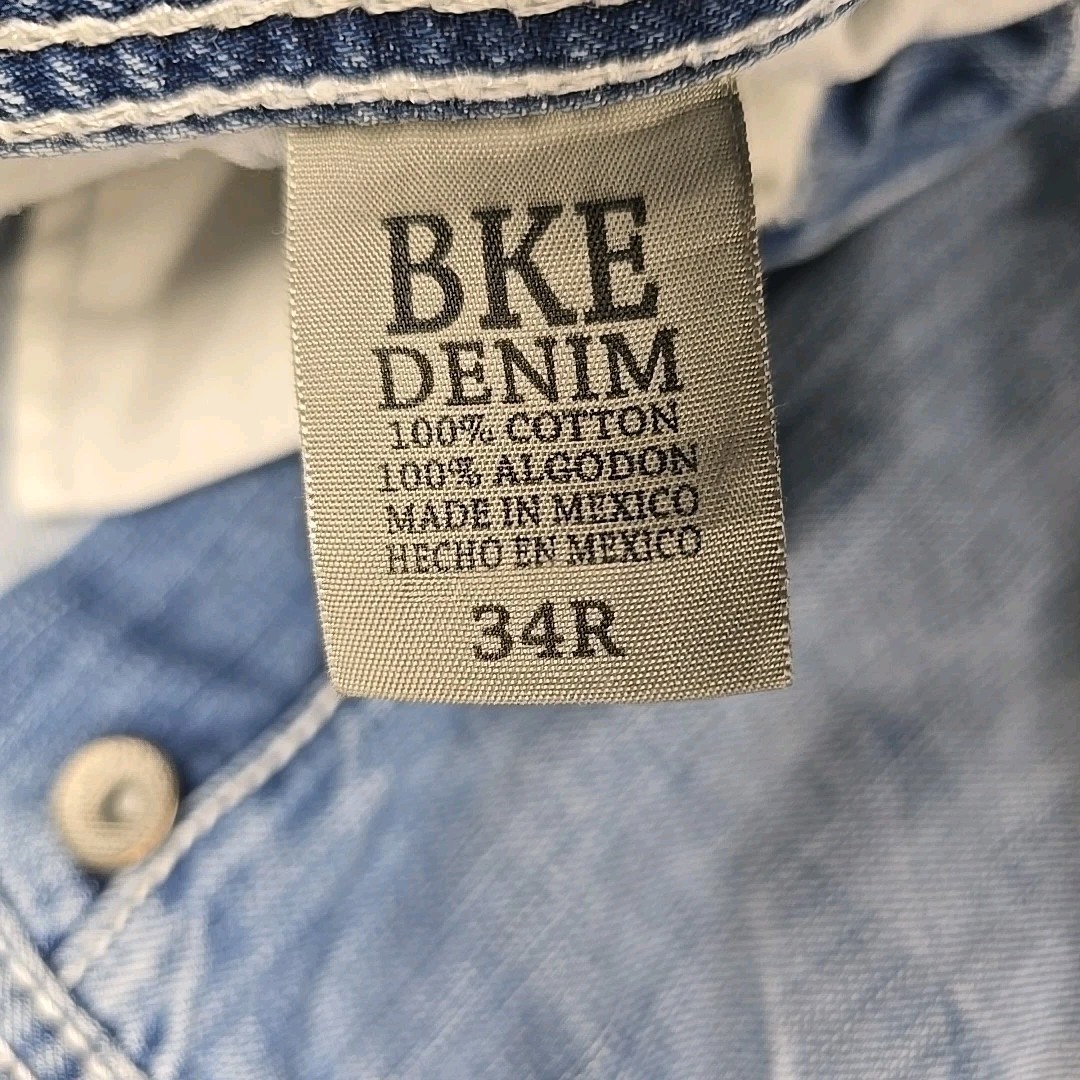 BKE
DENIM
100% COTTON
100% ALGODON
MADE IN MEXICO
HECHO EN MEXICO
34R